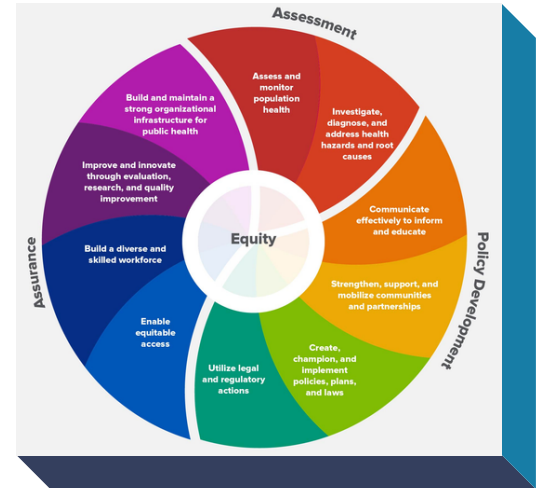 Assessment
Assess and
monitor
population
health
Investigate,
diagnose, and
address health
hazards and root
causes
Policy Development
Communicate
effectively to inform
and educate
Strengthen, support, and
mobilize communities
and partnerships
Create,
champion, and
implement
policies, plans,
and laws
Utilize legal
and regulatory
actions
Assurance
Enable
equitable
access
Build a diverse and
skilled workforce
Improve and innovate
through evaluation,
research, and quality
improvement
Build and maintain a
strong organizational
infrastructure for
public health
Equity